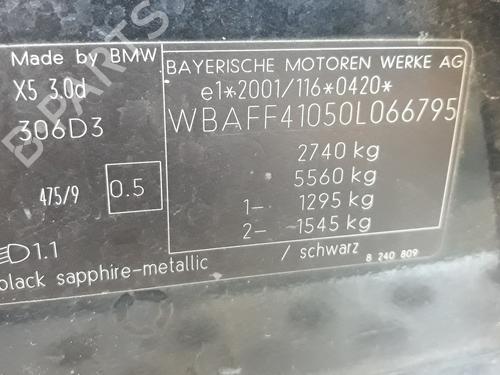 Made by BMW
X5 3.0d
306D3
475/9 0.5
1.1
black sapphire-metallic / schwarz
BAYERISCHE MOTOREN WERKE AG
e1*2001/116*0420*
WBAFF41050L066795
2740 kg
5560 kg
1- 1295 kg
2- 1545 kg
8 240 809